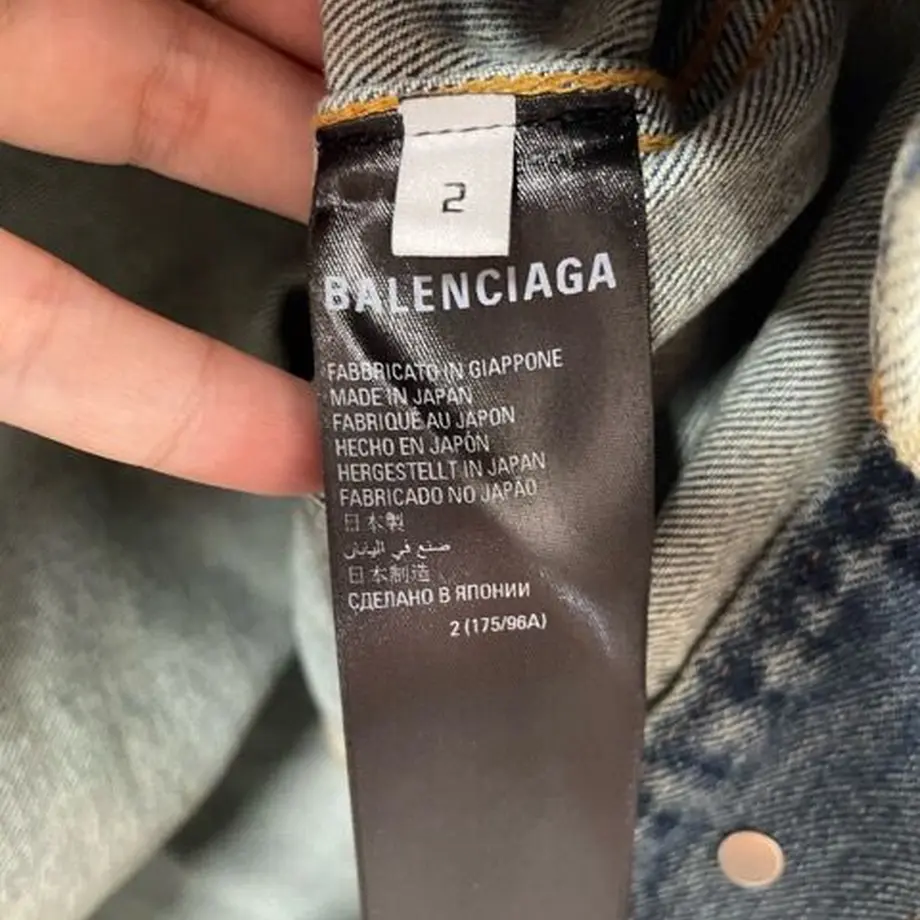 2
BALENCIAGA
FABBRICATO IN GIAPPONE
MADE IN JAPAN
FABRIQUÉ AU JAPON
HECHO EN JAPÓN
HERGESTELLT IN JAPAN
FABRICADO NO JAPÃO
日本製
صنع في اليابان
日本制造
СДЕЛАНО В ЯПОНИИ
2 (175/96A)